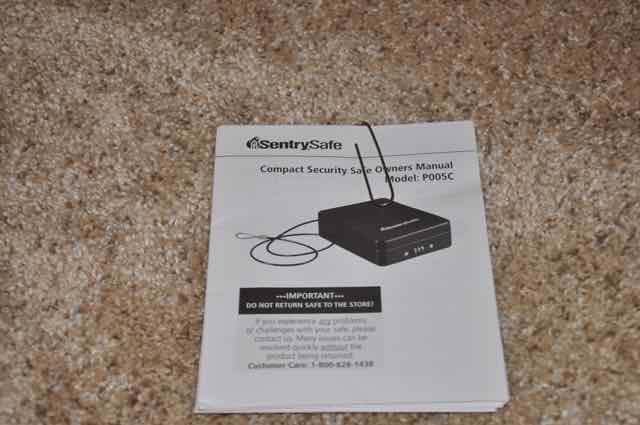 SentrySafe
Compact Security Safe Owners Manual
Model: P005C
SentrySafe
---IMPORTANT---
DO NOT RETURN SAFE TO THE STORE!
If you experience any problems
or challenges with your safe, please
contact us. Many issues can be
resolved quickly without the
product being returned.
Customer Care: 1-800-828-1438